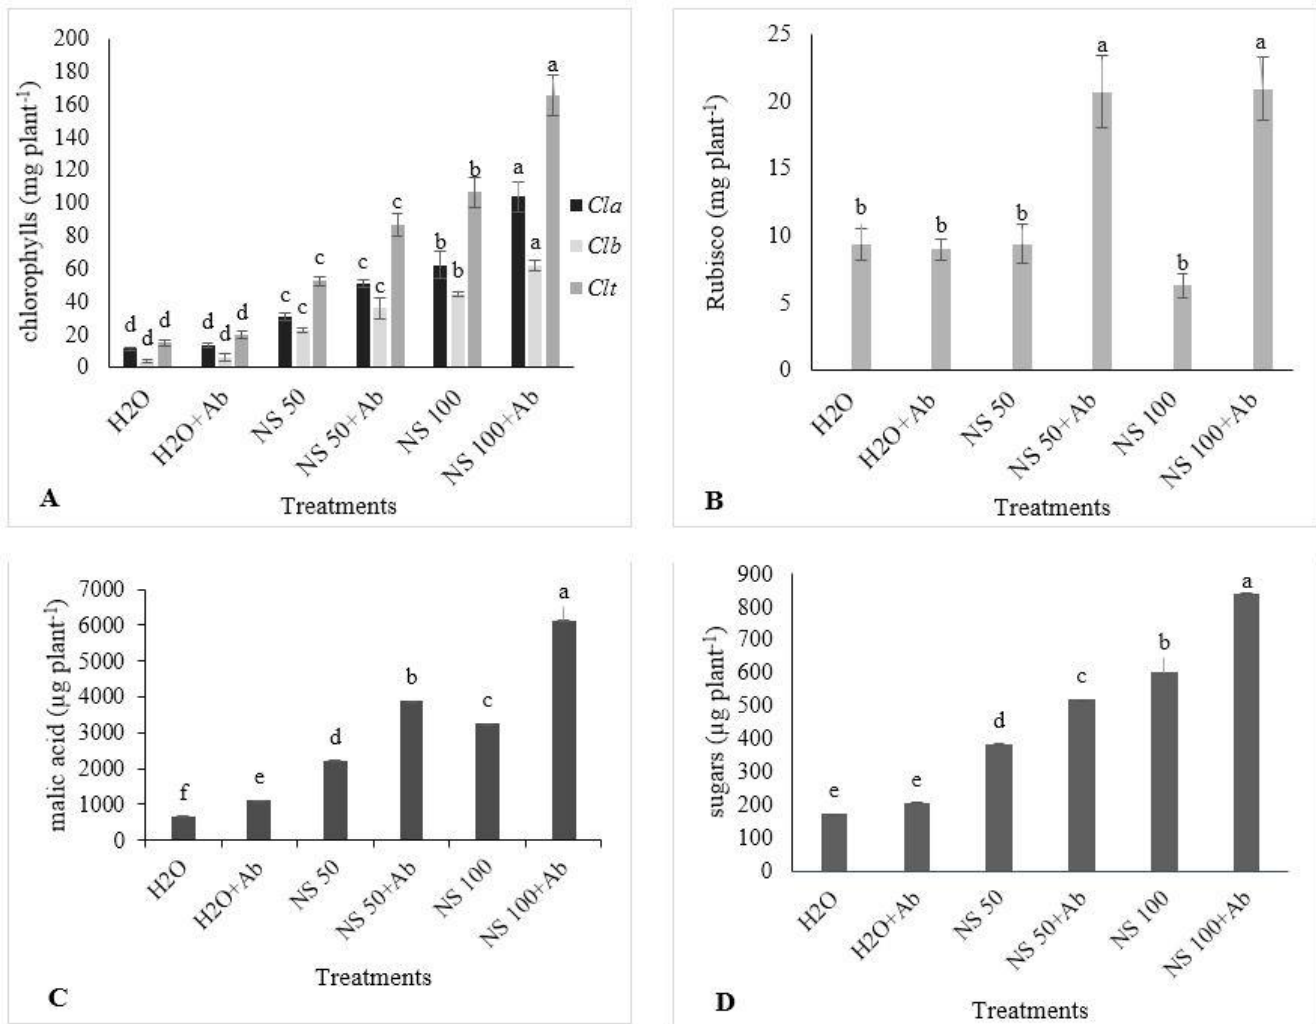 200
180
160
140
120
100
80
60
40
20
0
chlorophylls (mg plant⁻¹)
d
d
d
d
d
d
c
c
c
c
c
c
b
b
b
a
a
a
Cla
Clb
Clt
H2O
H2O+Ab
NS 50
NS 50+Ab
NS 100
NS 100+Ab
A
Treatments
25
20
15
10
5
0
Rubisco (mg plant⁻¹)
b
b
b
a
b
a
H2O
H2O+Ab
NS 50
NS 50+Ab
NS 100
NS 100+Ab
B
Treatments
7000
6000
5000
4000
3000
2000
1000
0
malic acid (µg plant⁻¹)
f
e
d
b
c
a
H2O
H2O+Ab
NS 50
NS 50+Ab
NS 100
NS 100+Ab
Treatments
C
900
800
700
600
500
400
300
200
100
0
sugars (µg plant⁻¹)
e
e
d
c
b
a
H2O
H2O+Ab
NS 50
NS 50+Ab
NS 100
NS 100+Ab
D
Treatments